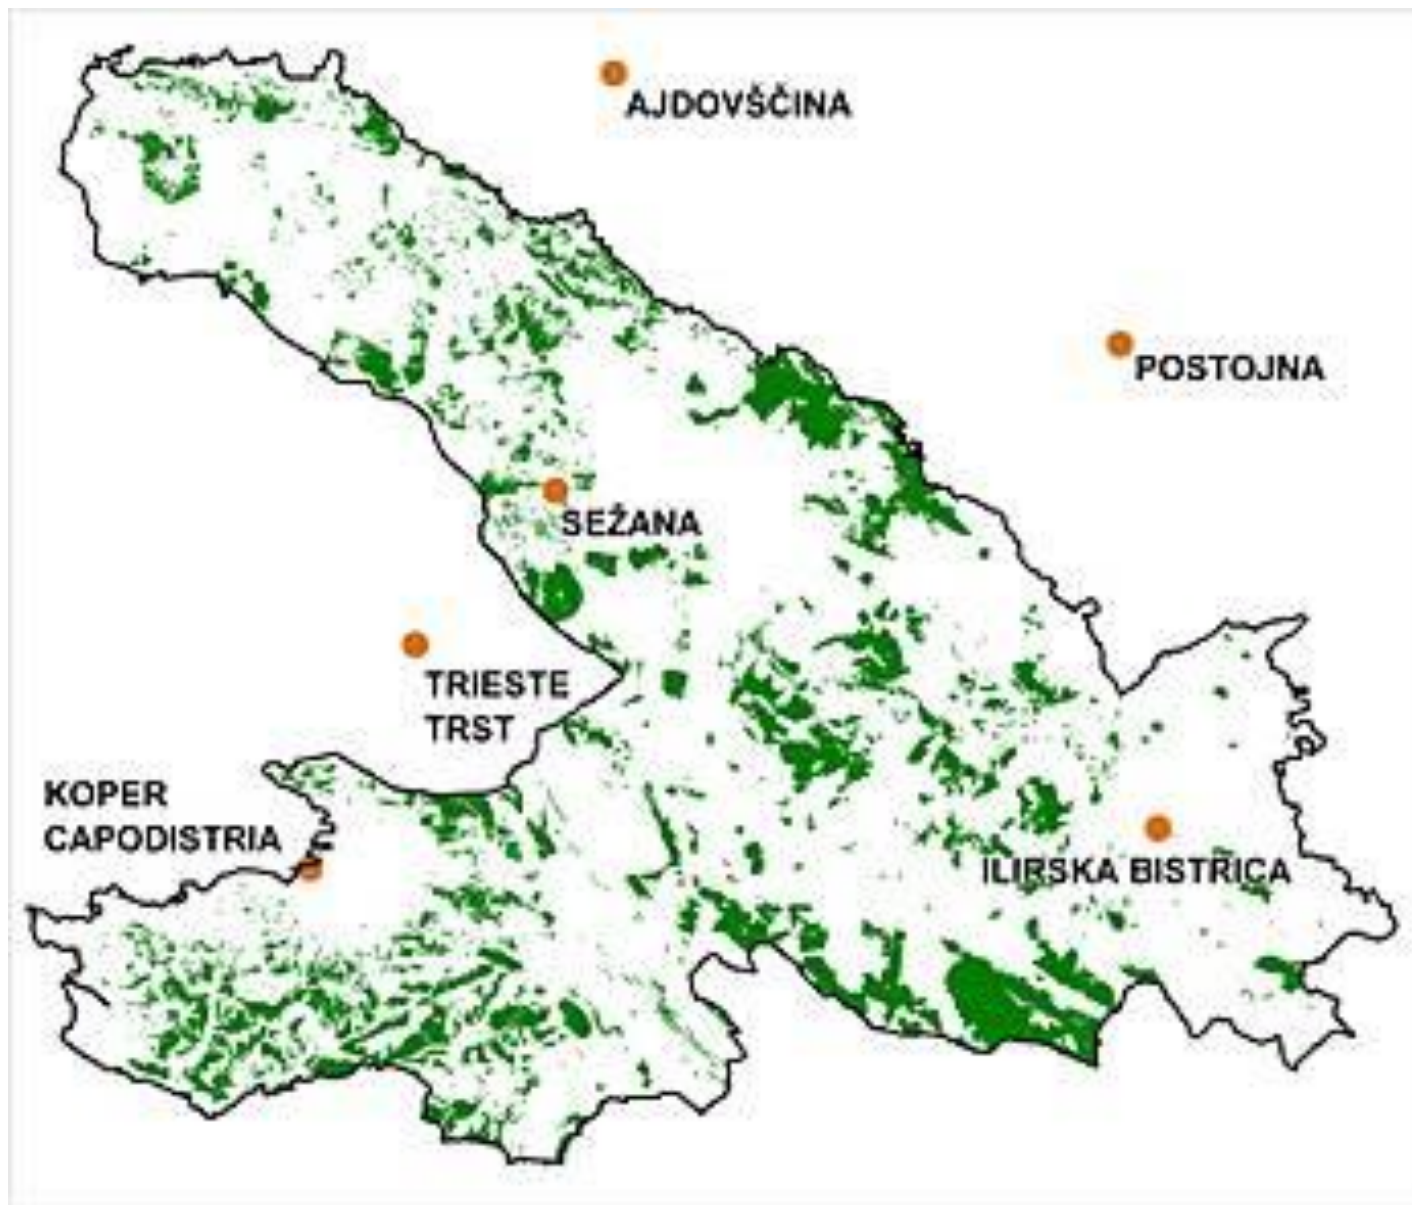 AJDOVŠČINA
POSTOJNA
SEŽANA
TRIESTE
TRST
KOPER
CAPODISTRIA
ILIRSKA BISTRICA